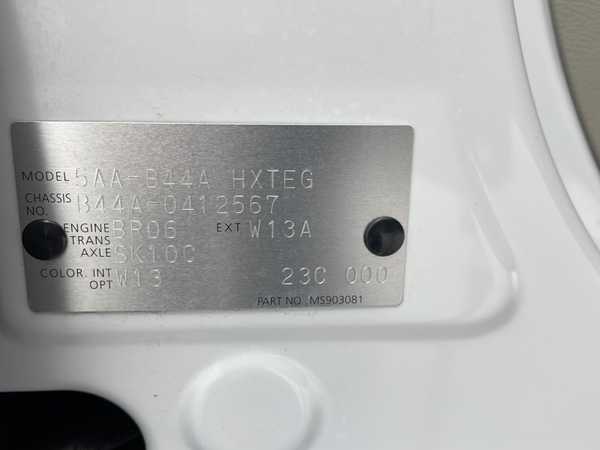 MODEL 5AA-B44A HXTEG
CHASSIS NO. B44A-0412567
ENGINE BR06 EXT W13A
TRANS AXLE SK10C
COLOR. INT OPT W13 23C 000
PART NO . MS903081